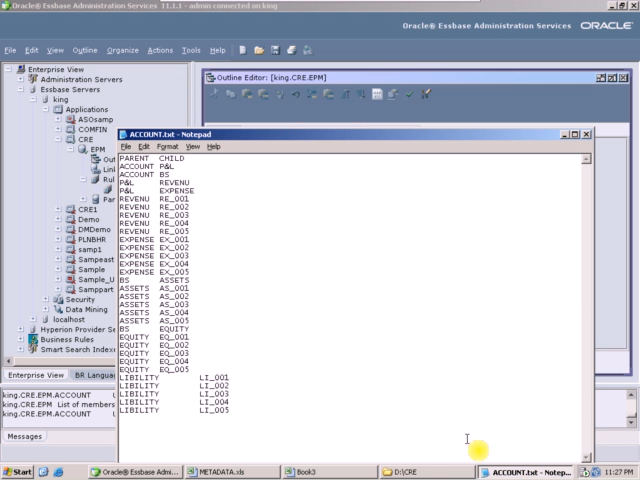 Oracle® Essbase Administration Services 11.1.1 - admin connected on king
Oracle® Essbase Administration Services ORACLE
File Edit View Outline Organize Actions Tools Help
Enterprise View
Administration Servers
Essbase Servers
king
Applications
ASOsamp
COMFIN
CRE
EPM
Out
Link
Rul
Par
CRE1
Demo
DMDemo
PLNBHR
samp1
Sampeast
Sample
Sample_U
Samppart
Security
Data Mining
localhost
Hyperion Provider Se
Business Rules
Smart Search Indexe
Enterprise View BR Languag
Outline Editor: [king.CRE.EPM]
ACCOUNT.txt - Notepad
File Edit Format View Help
PARENT CHILD
ACCOUNT P&L
ACCOUNT BS
P&L REVENU
P&L EXPENSE
REVENU RE_001
REVENU RE_002
REVENU RE_003
REVENU RE_004
REVENU RE_005
EXPENSE EX_001
EXPENSE EX_002
EXPENSE EX_003
EXPENSE EX_004
EXPENSE EX_005
BS ASSETS
ASSETS AS_001
ASSETS AS_002
ASSETS AS_003
ASSETS AS_004
ASSETS AS_005
BS EQUITY
EQUITY EQ_001
EQUITY EQ_002
EQUITY EQ_003
EQUITY EQ_004
EQUITY EQ_005
LIBILITY LI_001
LIBILITY LI_002
LIBILITY LI_003
LIBILITY LI_004
LIBILITY LI_005
king.CRE.EPM.ACCOUNT
king.CRE.EPM List of members
king.CRE.EPM.ACCOUNT
Messages
Start Oracle® Essbase Admi... METADATA.xls Book3 D:\CRE ACCOUNT.txt - Notep... 11:27 PM